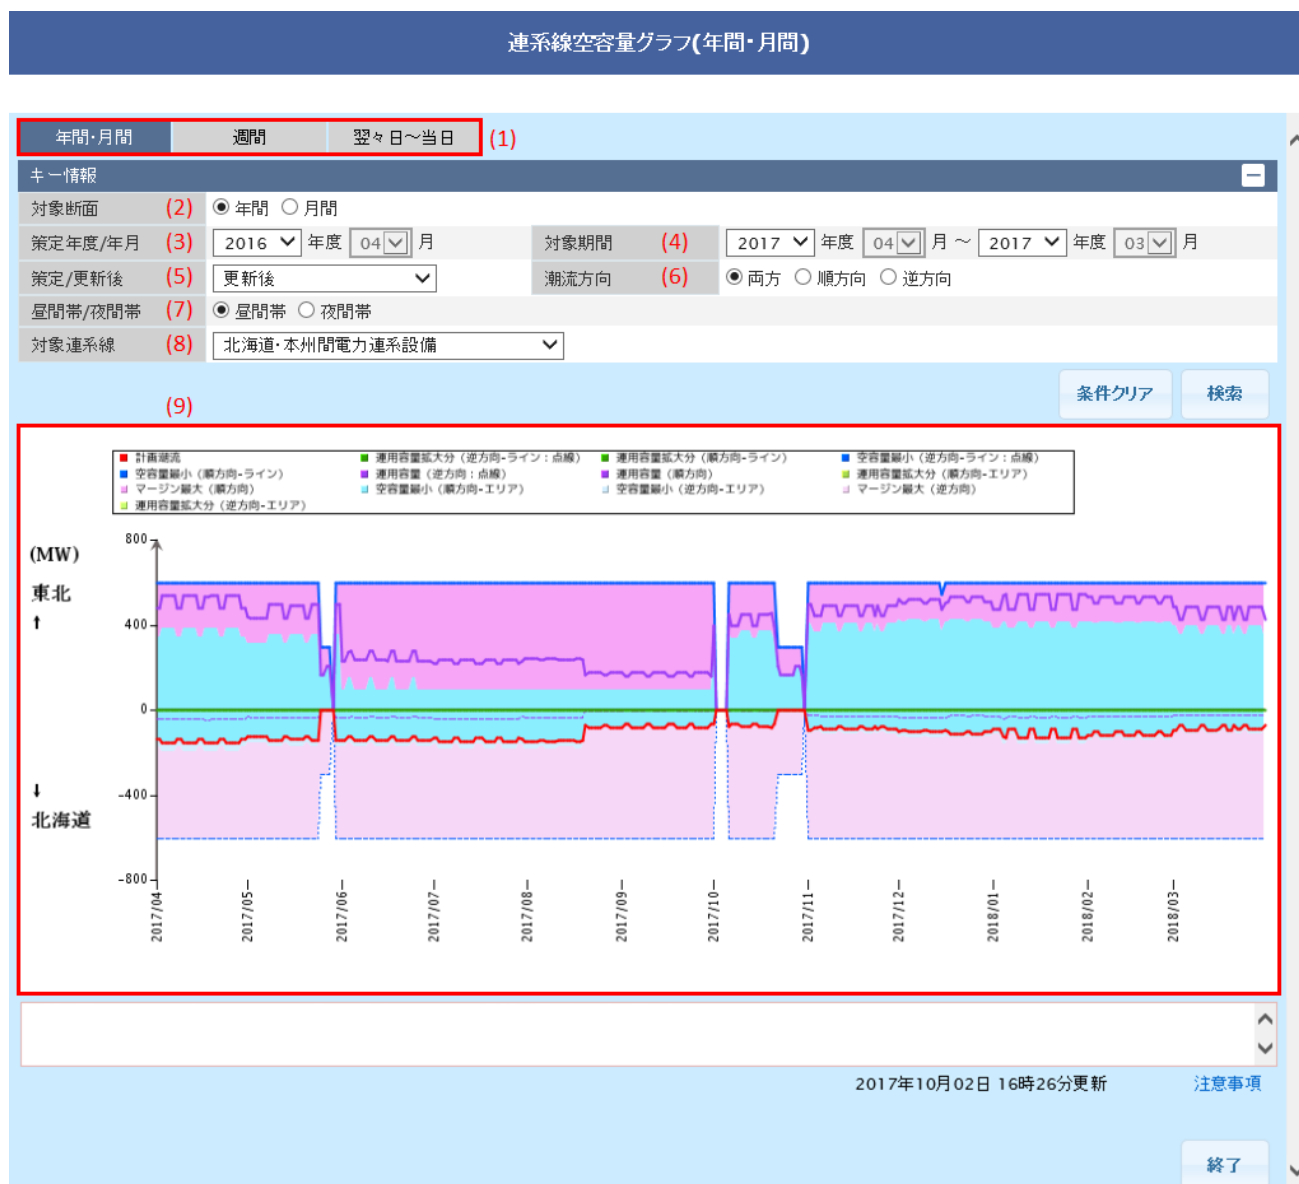 連系線空容量グラフ(年間・月間)
年間・月間 週間 翌々日～当日 (1)
キー情報
対象断面 (2) 年間 月間
策定年度/年月 (3) 2016 年度 04 月 対象期間 (4) 2017 年度 04 月 ～ 2017 年度 03 月
策定/更新後 (5) 更新後 潮流方向 (6) 両方 順方向 逆方向
昼間帯/夜間帯 (7) 昼間帯 夜間帯
対象連系線 (8) 北海道・本州間電力連系設備
条件クリア 検索
(9)
計画潮流 運用容量拡大分（逆方向-ライン：点線） 運用容量拡大分（順方向-ライン） 空容量最小（逆方向-ライン：点線）
空容量最小（順方向-ライン） 運用容量（逆方向：点線） 運用容量（順方向） 運用容量拡大分（順方向-エリア）
マージン最大（順方向） 空容量最小（順方向-エリア） 空容量最小（逆方向-エリア） マージン最大（逆方向）
運用容量拡大分（逆方向-エリア）
(MW)
東北
↑
↓
北海道
800
400
0
-400
-800
2017/04 2017/05 2017/06 2017/07 2017/08 2017/09 2017/10 2017/11 2017/12 2018/01 2018/02 2018/03
2017年10月02日 16時26分更新 注意事項
終了